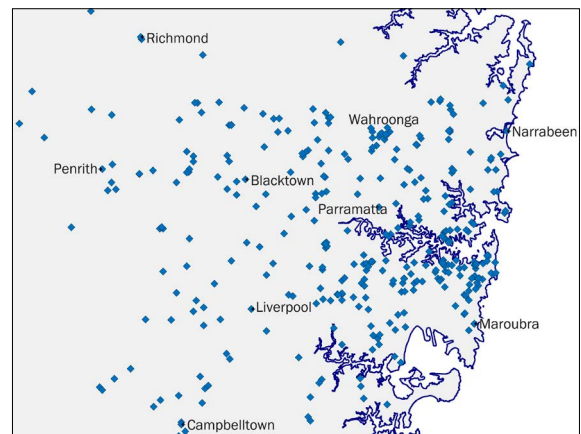 Richmond
Wahroonga
Narrabeen
Penrith
Blacktown
Parramatta
Liverpool
Maroubra
Campbelltown